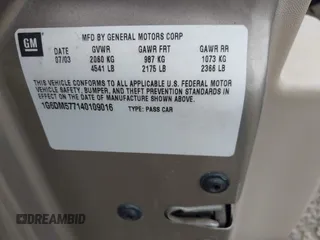 GM
MFD BY GENERAL MOTORS CORP
DATE GVWR GAWR FRT GAWR RR
07/03 2060 KG 987 KG 1073 KG
4541 LB 2175 LB 2366 LB
THIS VEHICLE CONFORMS TO ALL APPLICABLE U.S. FEDERAL MOTOR
VEHICLE SAFETY, BUMPER, AND THEFT PREVENTION STANDARDS IN
EFFECT ON THE DATE OF MANUFACTURE SHOWN ABOVE.
1G6DM577140109016 TYPE: PASS CAR
DREAMBID